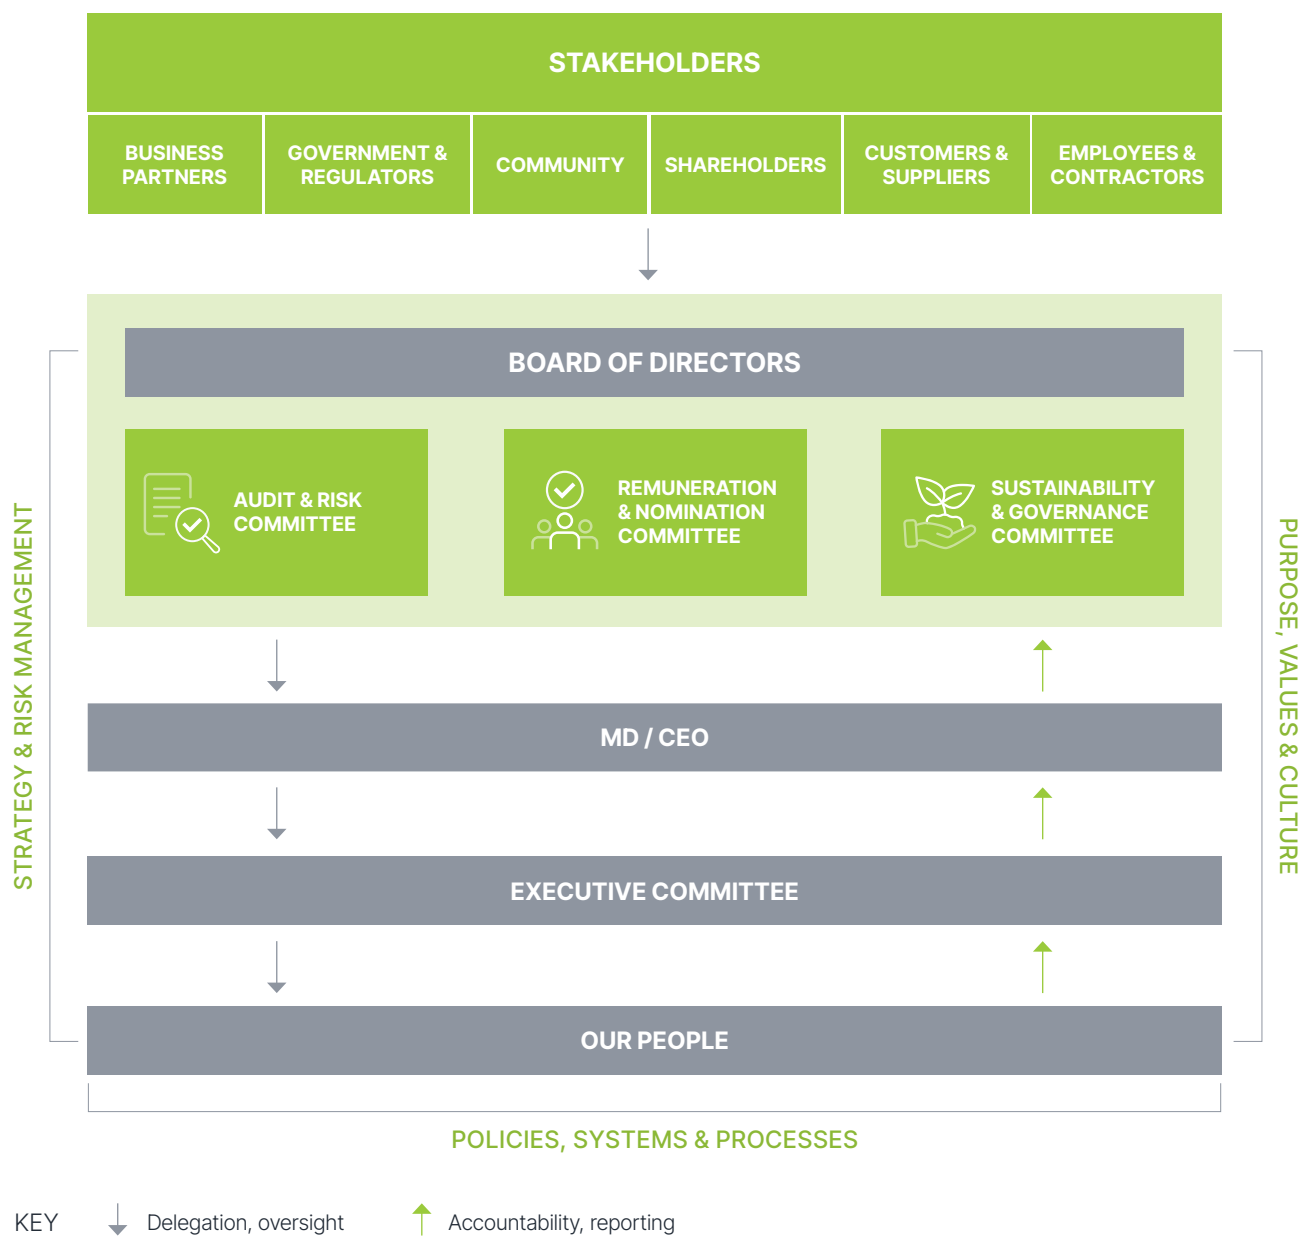 STAKEHOLDERS
BUSINESS
PARTNERS
GOVERNMENT &
REGULATORS
COMMUNITY
SHAREHOLDERS
CUSTOMERS &
SUPPLIERS
EMPLOYEES &
CONTRACTORS
BOARD OF DIRECTORS
AUDIT & RISK
COMMITTEE
REMUNERATION
& NOMINATION
COMMITTEE
SUSTAINABILITY
& GOVERNANCE
COMMITTEE
STRATEGY & RISK MANAGEMENT
PURPOSE, VALUES & CULTURE
MD / CEO
EXECUTIVE COMMITTEE
OUR PEOPLE
POLICIES, SYSTEMS & PROCESSES
KEY
Delegation, oversight
Accountability, reporting